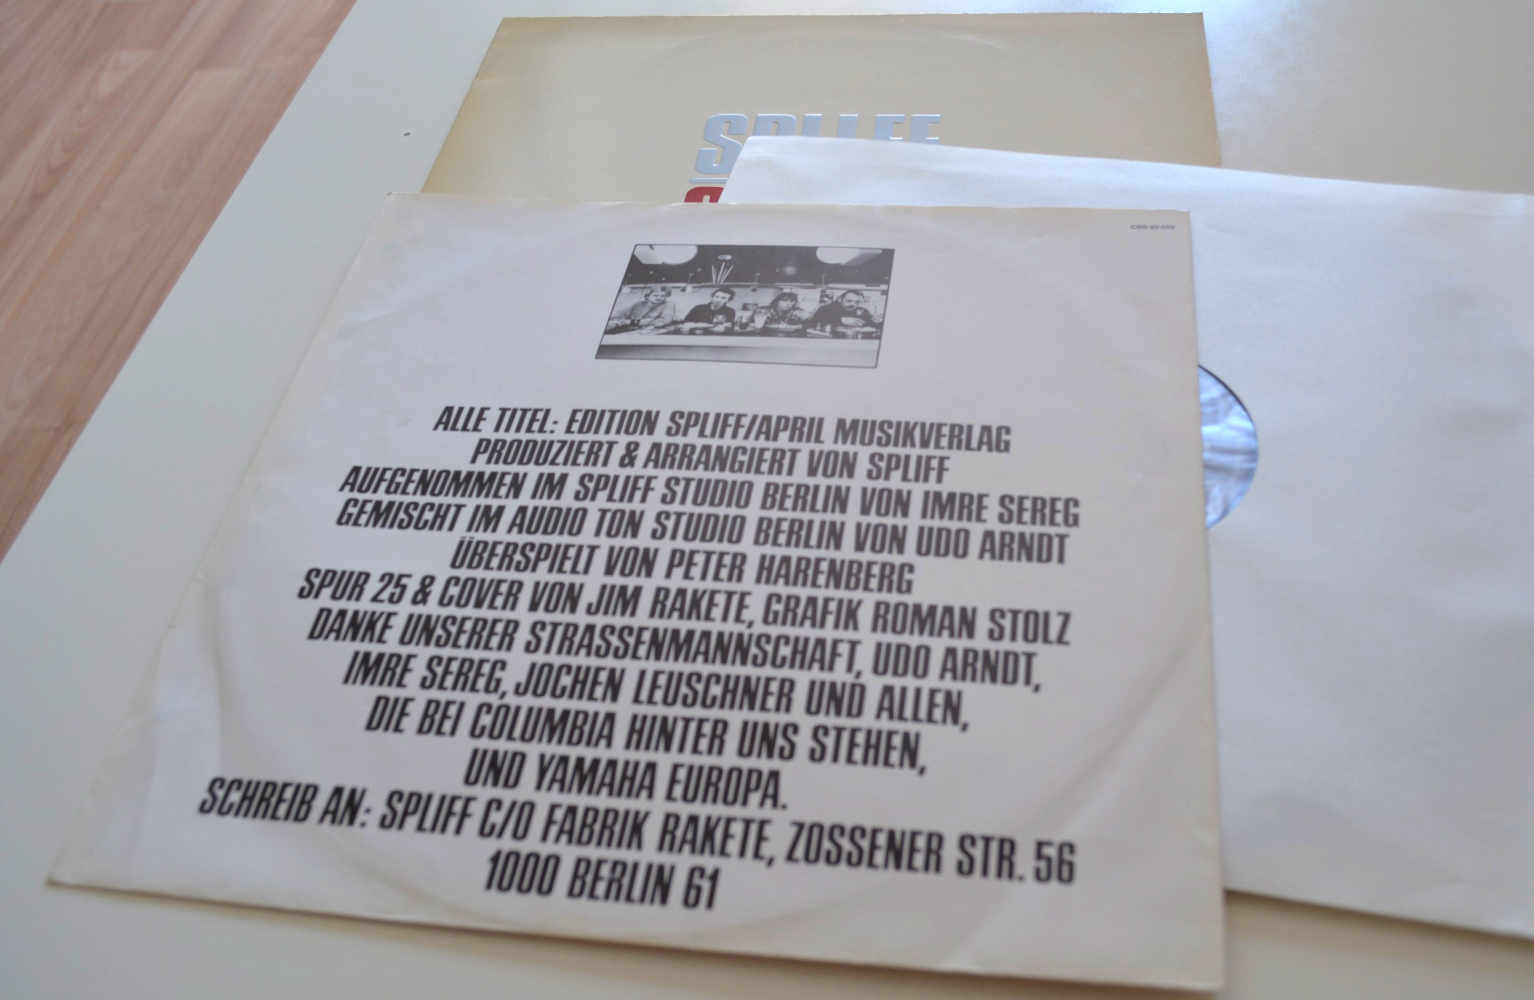 SPLIFF
ALLE TITEL: EDITION SPLIFF/APRIL MUSIKVERLAG
PRODUZIERT & ARRANGIERT VON SPLIFF
AUFGENOMMEN IM SPLIFF STUDIO BERLIN VON IMRE SEREG
GEMISCHT IM AUDIO TON STUDIO BERLIN VON UDO ARNDT
ÜBERSPIELT VON PETER HARENBERG
SPUR 25 & COVER VON JIM RAKETE, GRAFIK ROMAN STOLZ
DANKE UNSERER STRASSENMANNSCHAFT, UDO ARNDT,
IMRE SEREG, JOCHEN LEUSCHNER UND ALLEN,
DIE BEI COLUMBIA HINTER UNS STEHEN,
UND YAMAHA EUROPA.
SCHREIB AN: SPLIFF C/O FABRIK RAKETE, ZOSSENER STR. 56
1000 BERLIN 61